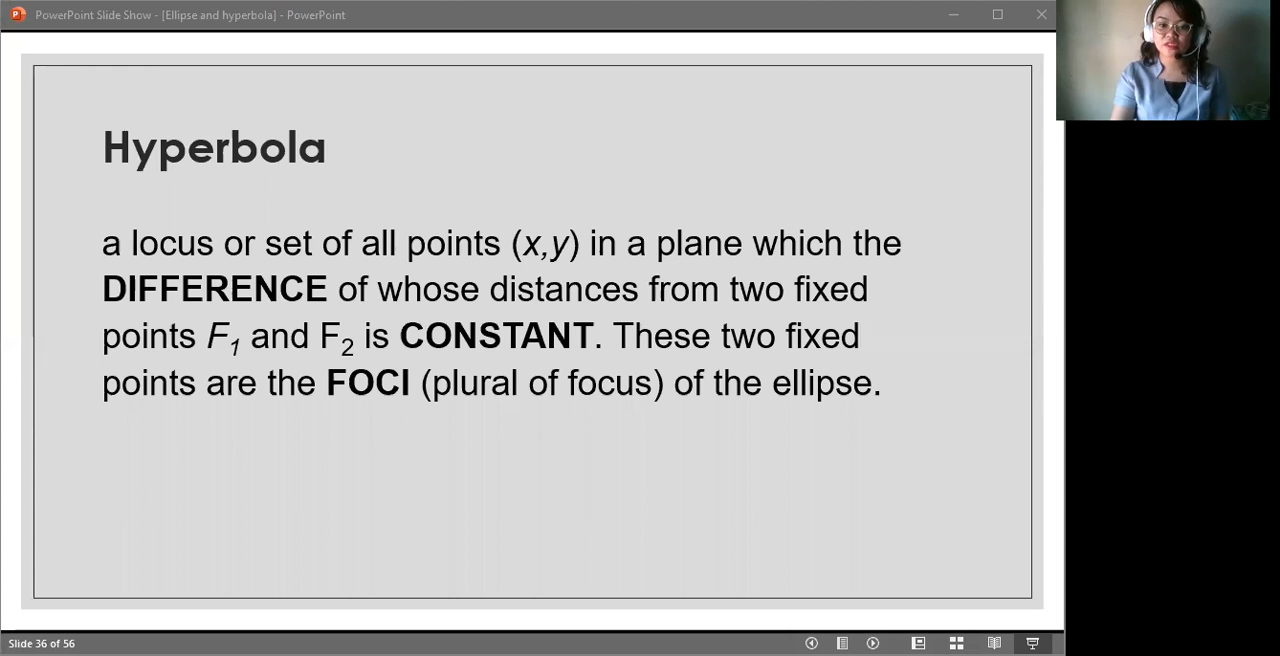 PowerPoint Slide Show - [Ellipse and hyperbola] - PowerPoint
Hyperbola
a locus or set of all points (x,y) in a plane which the
DIFFERENCE of whose distances from two fixed
points F₁ and F₂ is CONSTANT. These two fixed
points are the FOCI (plural of focus) of the ellipse.
Slide 36 of 56